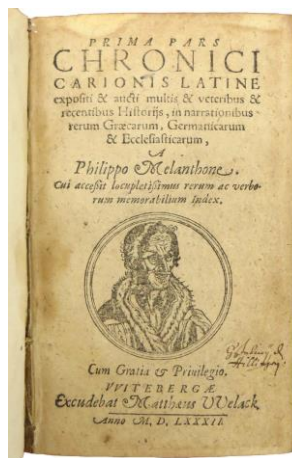 PRIMA PARS
CHRONICI
CARIONIS LATINE
expositi & aucti multis & veteribus &
recentibus Historijs, in narrationibus
rerum Græcarum, Germanicarum
& Ecclesiasticarum,
A
Philippo Melanthone.
Cui accessit locupletissimus rerum ac verbo-
rum memorabilium Index.
Cum Gratia & Privilegio.
VVITEBERGÆ
Excudebat Matthæus VVelack
Anno M. D. LXXXII.